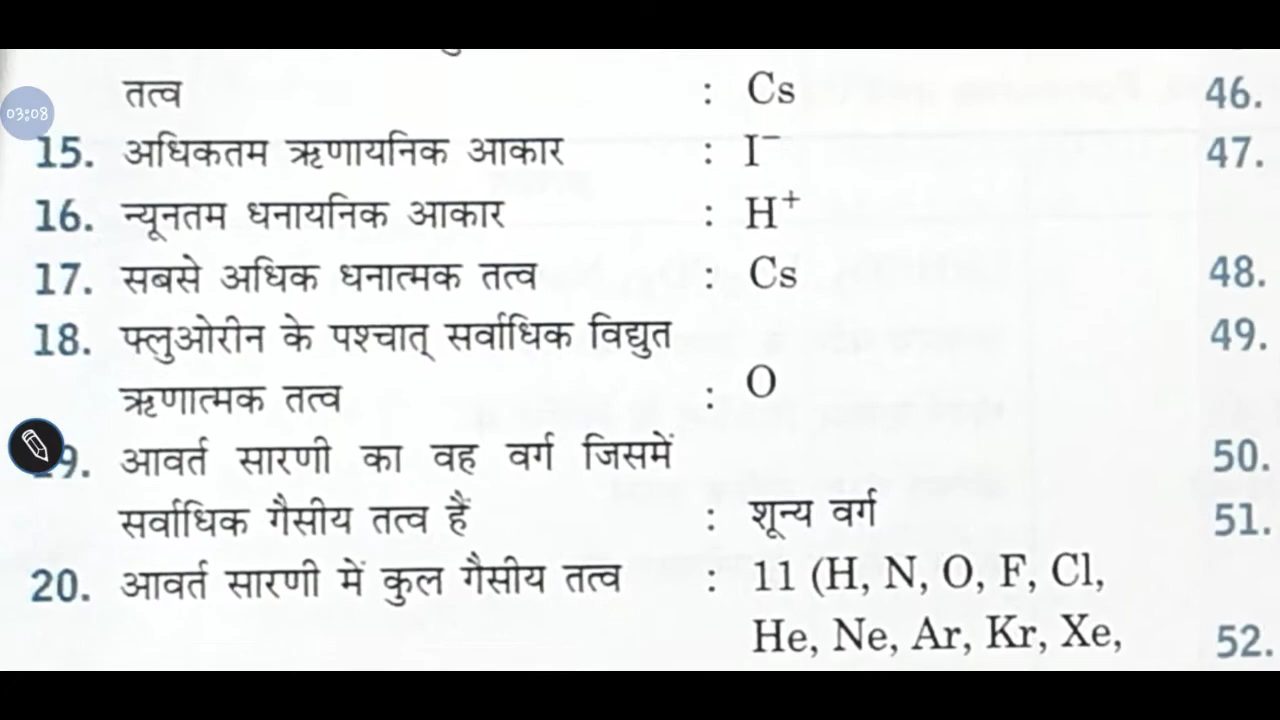 तत्व : Cs 46.
03:08
15. अधिकतम ऋणायनिक आकार : I⁻ 47.
16. न्यूनतम धनायनिक आकार : H⁺
17. सबसे अधिक धनात्मक तत्व : Cs 48.
18. फ्लुओरीन के पश्चात् सर्वाधिक विद्युत 49.
ऋणात्मक तत्व : O
9. आवर्त सारणी का वह वर्ग जिसमें 50.
सर्वाधिक गैसीय तत्व हैं : शून्य वर्ग 51.
20. आवर्त सारणी में कुल गैसीय तत्व : 11 (H, N, O, F, Cl,
He, Ne, Ar, Kr, Xe, 52.